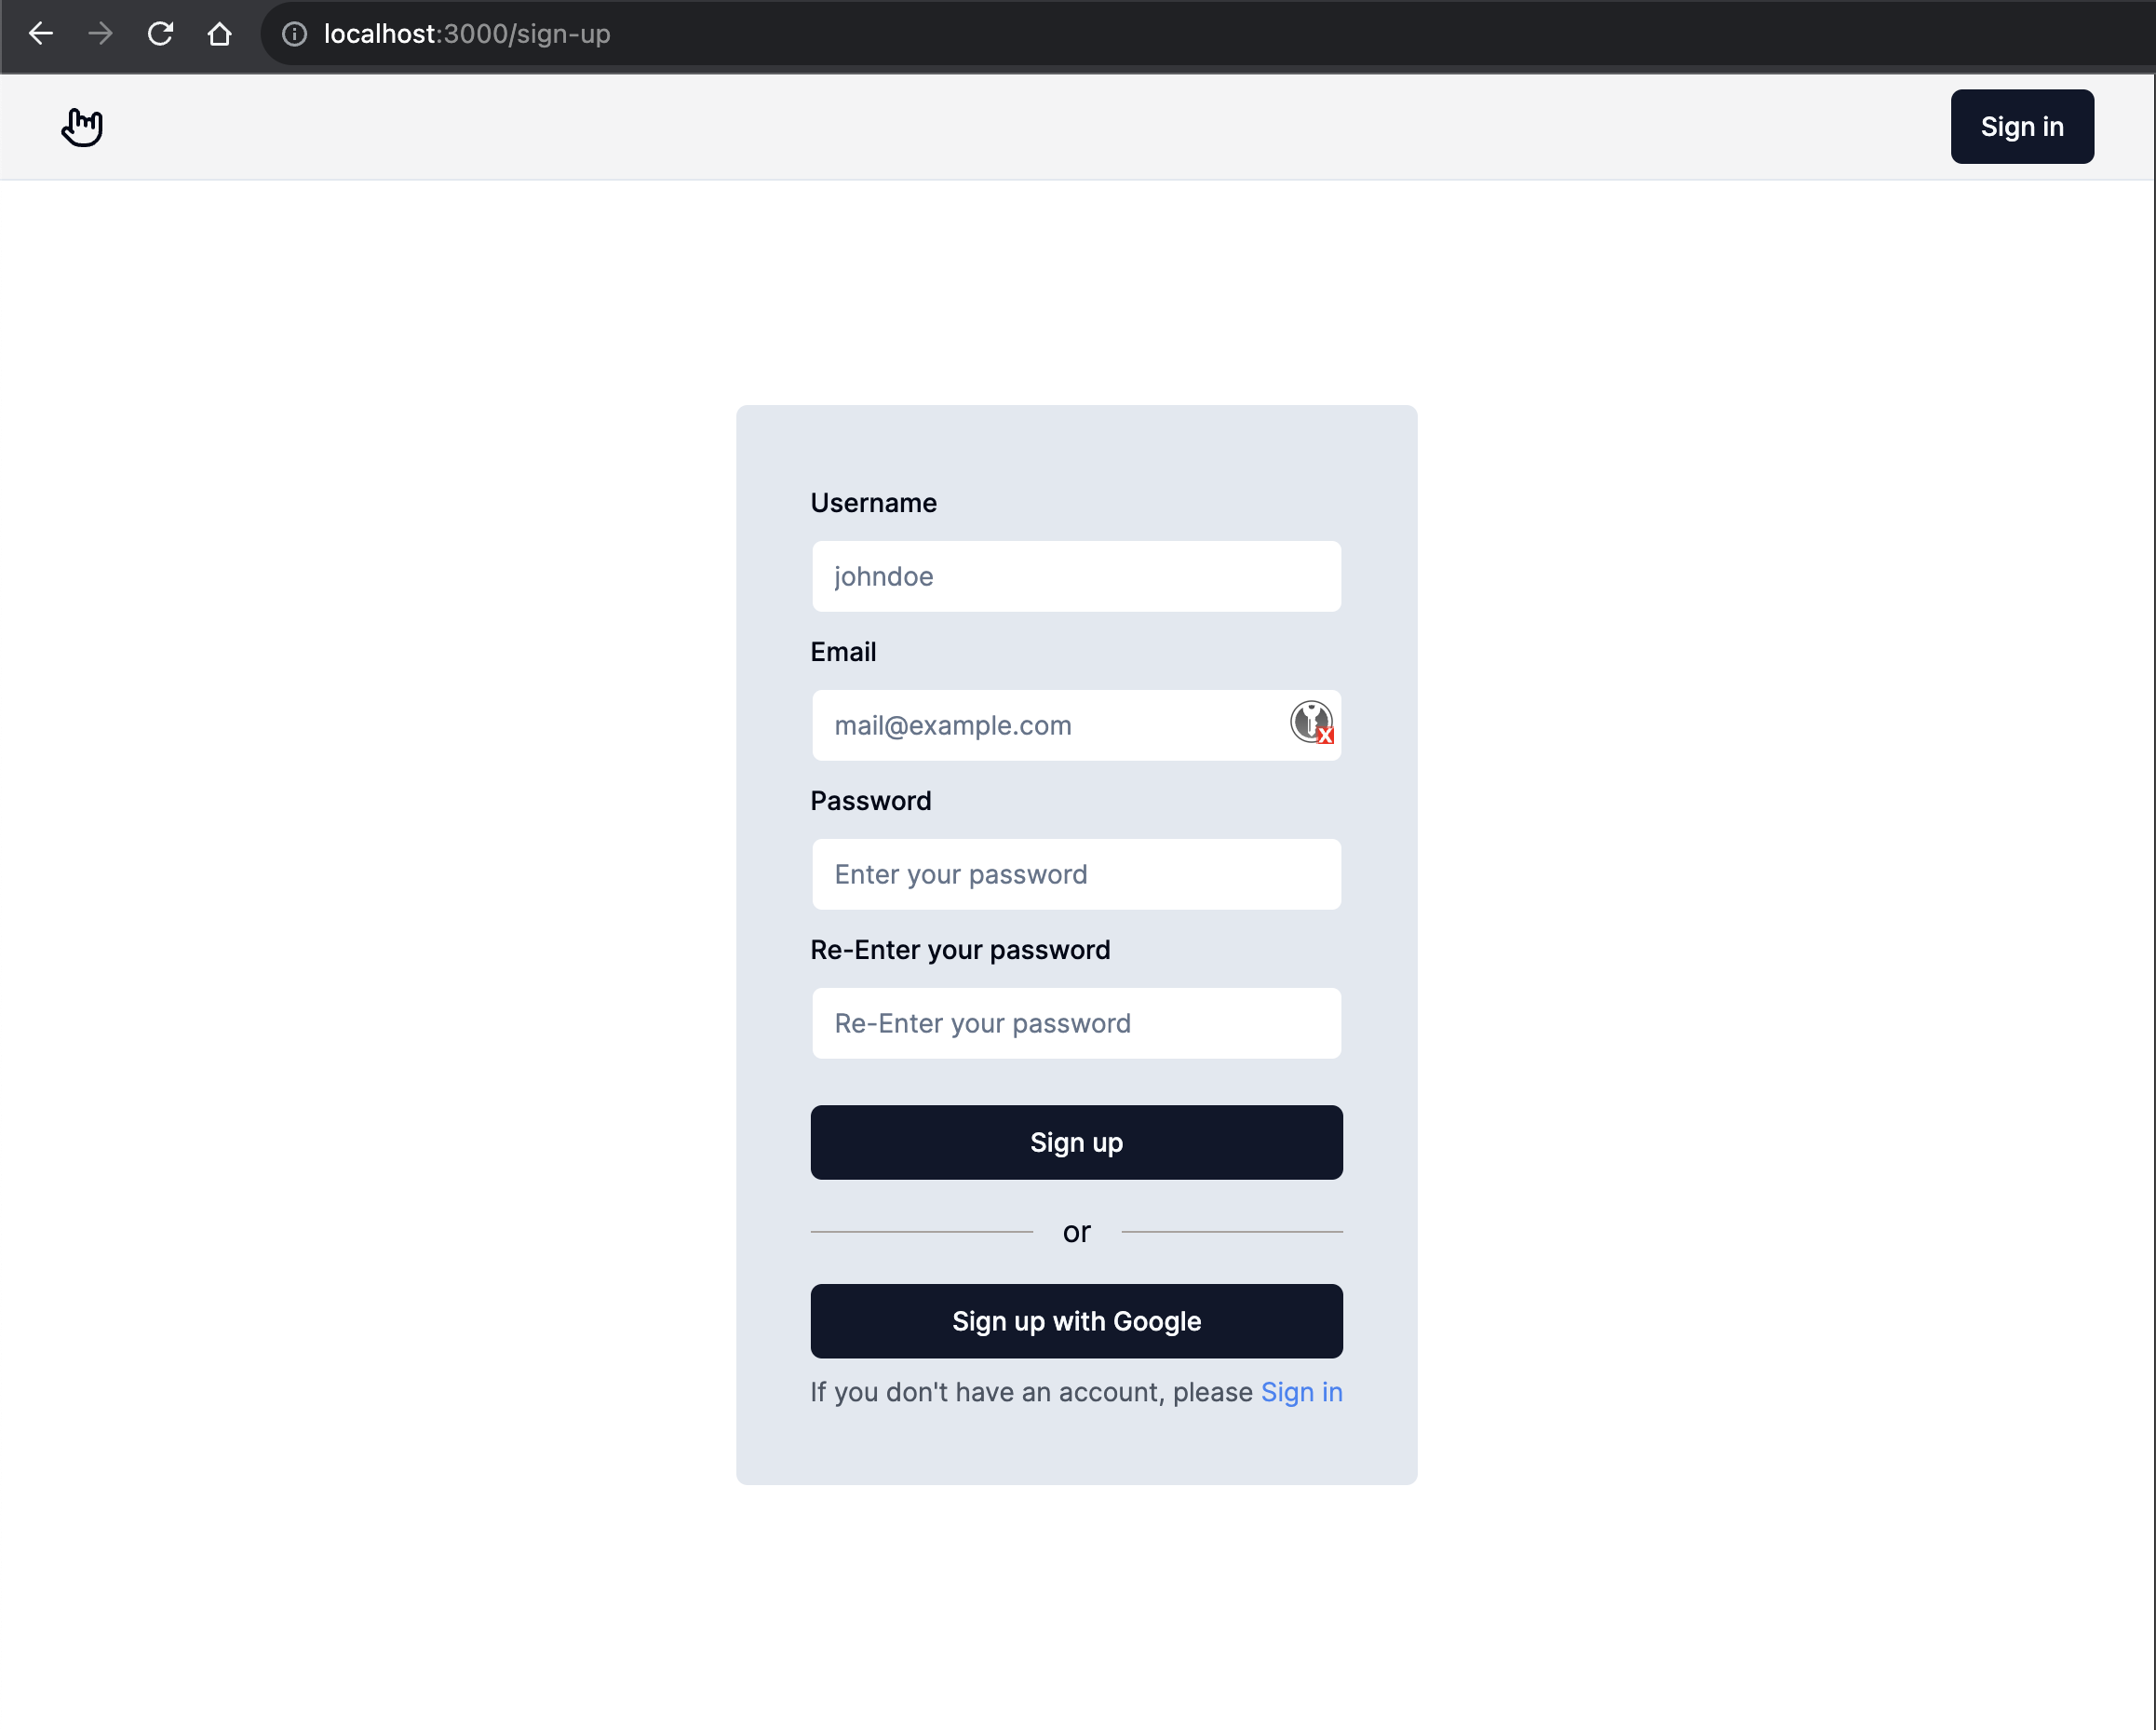 localhost:3000/sign-up
Sign in
Username
johndoe
Email
mail@example.com
Password
Enter your password
Re-Enter your password
Re-Enter your password
Sign up
or
Sign up with Google
If you don't have an account, please Sign in